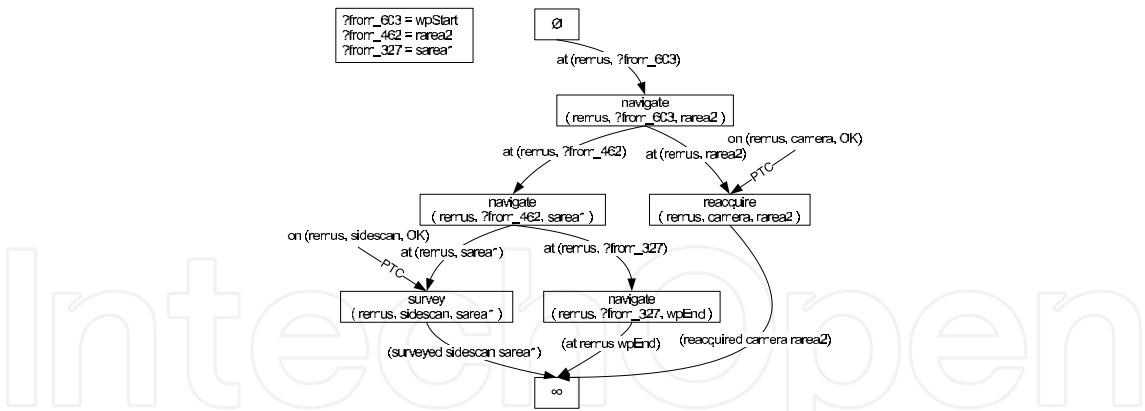 ?from_603 = wpStart
?from_462 = rarea2
?from_327 = sarea1
Ø
at (remus, ?from_603)
navigate
( remus, ?from_603, rarea2 )
on (remus, camera, OK)
at (remus, ?from_462)
at (remus, rarea2)
PTC
navigate
( remus, ?from_462, sarea1 )
reacquire
( remus, camera, rarea2 )
on (remus, sidescan, OK)
at (remus, sarea1)
at (remus, ?from_327)
PTC
survey
( remus, sidescan, sarea1 )
navigate
( remus, ?from_327, wpEnd )
(surveyed sidescan sarea1)
(at remus wpEnd)
(reacquired camera rarea2)
∞
IntechOpen